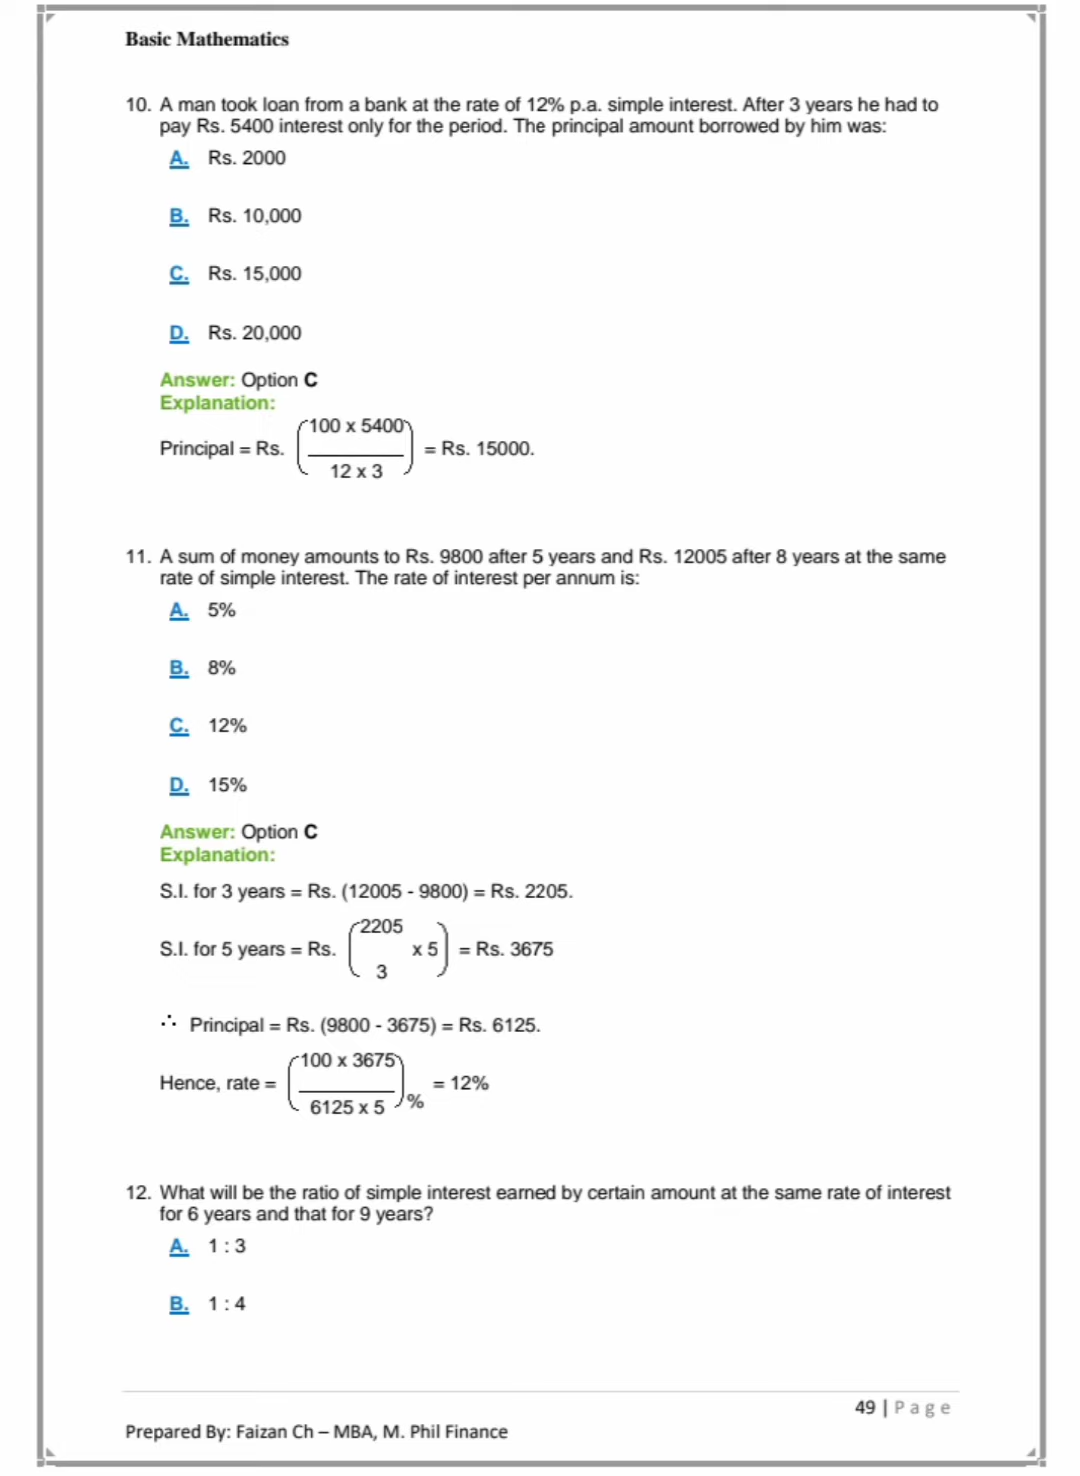 Basic Mathematics
10. A man took loan from a bank at the rate of 12% p.a. simple interest. After 3 years he had to
pay Rs. 5400 interest only for the period. The principal amount borrowed by him was:
A. Rs. 2000
B. Rs. 10,000
C. Rs. 15,000
D. Rs. 20,000
Answer: Option C
Explanation:
100 x 5400
Principal = Rs. ( ) = Rs. 15000.
12 x 3
11. A sum of money amounts to Rs. 9800 after 5 years and Rs. 12005 after 8 years at the same
rate of simple interest. The rate of interest per annum is:
A. 5%
B. 8%
C. 12%
D. 15%
Answer: Option C
Explanation:
S.I. for 3 years = Rs. (12005 - 9800) = Rs. 2205.
2205
S.I. for 5 years = Rs. ( x 5 ) = Rs. 3675
3
∴ Principal = Rs. (9800 - 3675) = Rs. 6125.
100 x 3675
Hence, rate = ( ) % = 12%
6125 x 5
12. What will be the ratio of simple interest earned by certain amount at the same rate of interest
for 6 years and that for 9 years?
A. 1 : 3
B. 1 : 4
49 | Page
Prepared By: Faizan Ch – MBA, M. Phil Finance